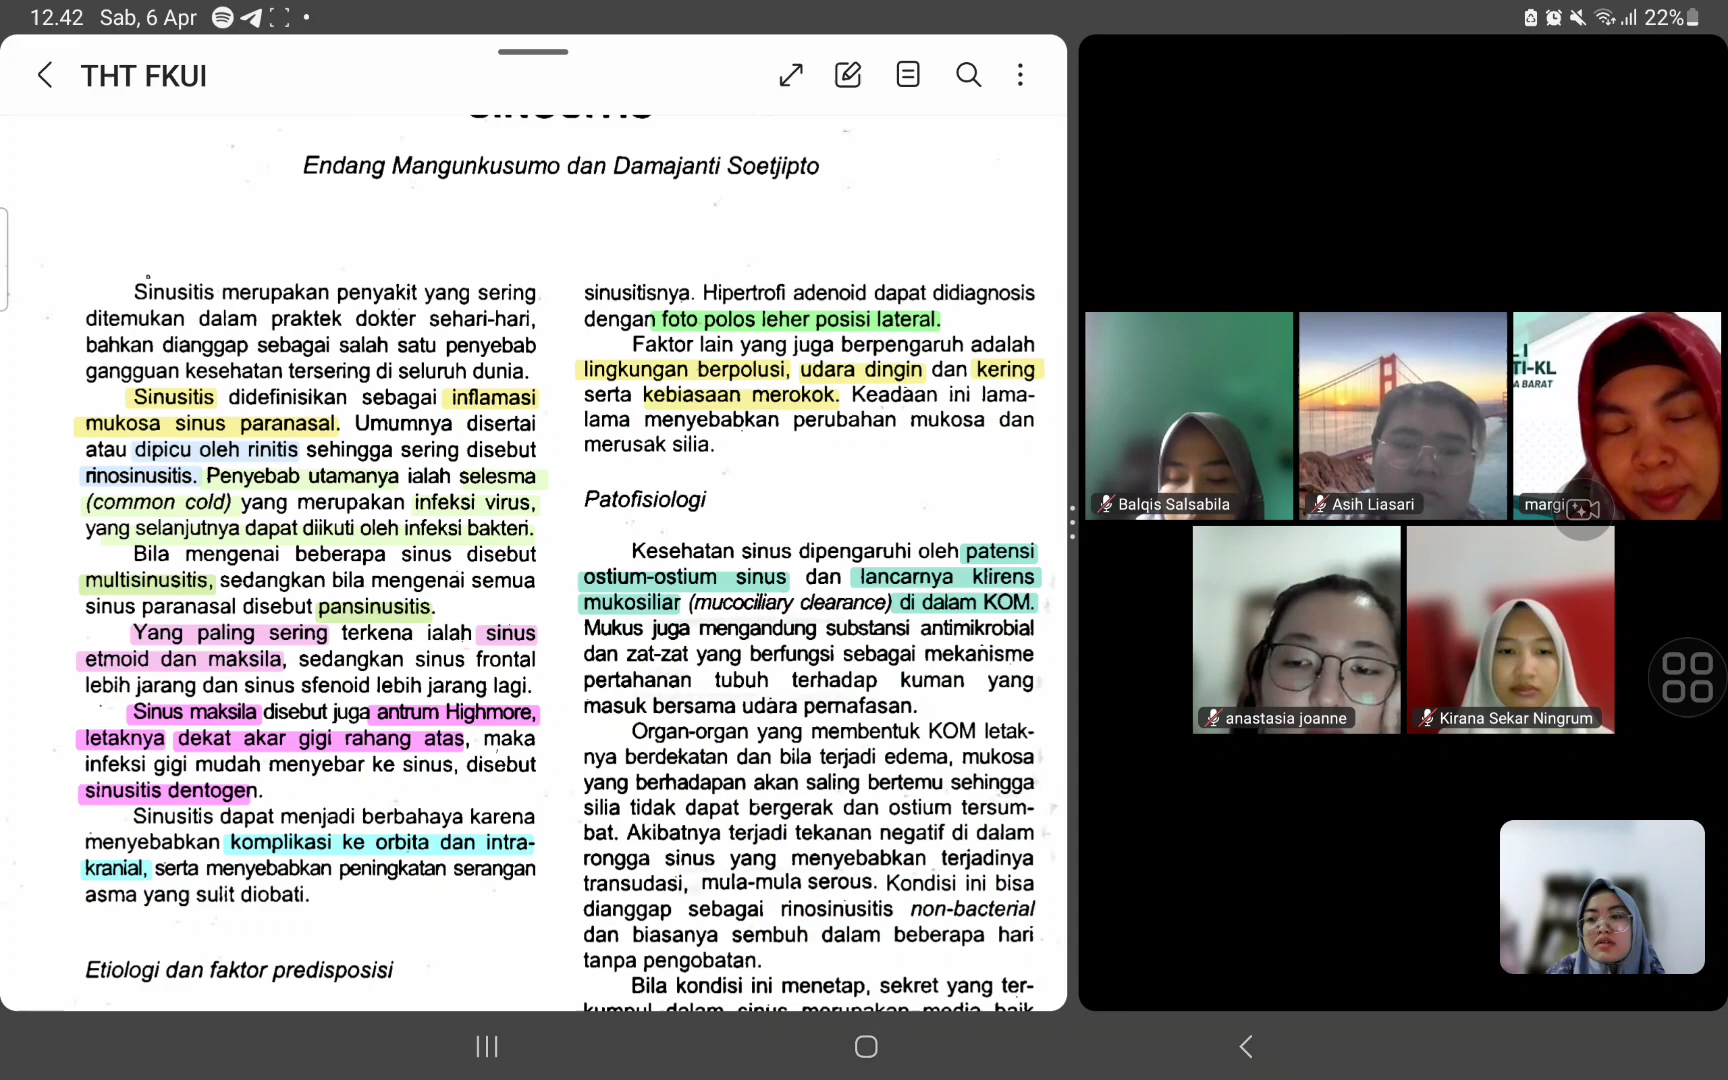 12.42 Sab, 6 Apr
22%
THT FKUI
SINUSITIS
Endang Mangunkusumo dan Damajanti Soetjipto
Sinusitis merupakan penyakit yang sering
ditemukan dalam praktek dokter sehari-hari,
bahkan dianggap sebagai salah satu penyebab
gangguan kesehatan tersering di seluruh dunia.
Sinusitis didefinisikan sebagai inflamasi
mukosa sinus paranasal. Umumnya disertai
atau dipicu oleh rinitis sehingga sering disebut
rinosinusitis. Penyebab utamanya ialah selesma
(common cold) yang merupakan infeksi virus,
yang selanjutnya dapat diikuti oleh infeksi bakteri.
Bila mengenai beberapa sinus disebut
multisinusitis, sedangkan bila mengenai semua
sinus paranasal disebut pansinusitis.
Yang paling sering terkena ialah sinus
etmoid dan maksila, sedangkan sinus frontal
lebih jarang dan sinus sfenoid lebih jarang lagi.
Sinus maksila disebut juga antrum Highmore,
letaknya dekat akar gigi rahang atas, maka
infeksi gigi mudah menyebar ke sinus, disebut
sinusitis dentogen.
Sinusitis dapat menjadi berbahaya karena
menyebabkan komplikasi ke orbita dan intra-
kranial, serta menyebabkan peningkatan serangan
asma yang sulit diobati.
Etiologi dan faktor predisposisi
sinusitisnya. Hipertrofi adenoid dapat didiagnosis
dengan foto polos leher posisi lateral.
Faktor lain yang juga berpengaruh adalah
lingkungan berpolusi, udara dingin dan kering
serta kebiasaan merokok. Keadaan ini lama-
lama menyebabkan perubahan mukosa dan
merusak silia.
Patofisiologi
Kesehatan sinus dipengaruhi oleh patensi
ostium-ostium sinus dan lancarnya klirens
mukosiliar (mucociliary clearance) di dalam KOM.
Mukus juga mengandung substansi antimikrobial
dan zat-zat yang berfungsi sebagai mekanisme
pertahanan tubuh terhadap kuman yang
masuk bersama udara pernafasan.
Organ-organ yang membentuk KOM letak-
nya berdekatan dan bila terjadi edema, mukosa
yang berhadapan akan saling bertemu sehingga
silia tidak dapat bergerak dan ostium tersum-
bat. Akibatnya terjadi tekanan negatif di dalam
rongga sinus yang menyebabkan terjadinya
transudasi, mula-mula serous. Kondisi ini bisa
dianggap sebagai rinosinusitis non-bacterial
dan biasanya sembuh dalam beberapa hari
tanpa pengobatan.
Bila kondisi ini menetap, sekret yang ter-
kumpul dalam sinus merupakan media baik
L I
TI-KL
A BARAT
Balqis Salsabila
Asih Liasari
margi
anastasia joanne
Kirana Sekar Ningrum